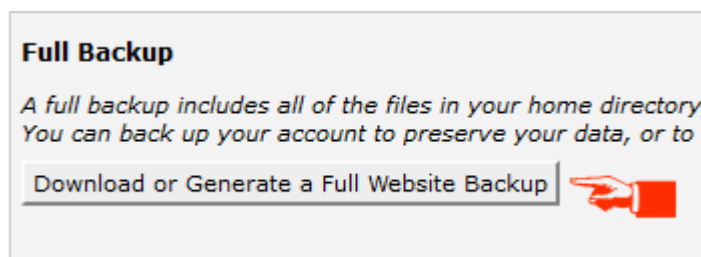 Full Backup
A full backup includes all of the files in your home directory,
You can back up your account to preserve your data, or to
Download or Generate a Full Website Backup